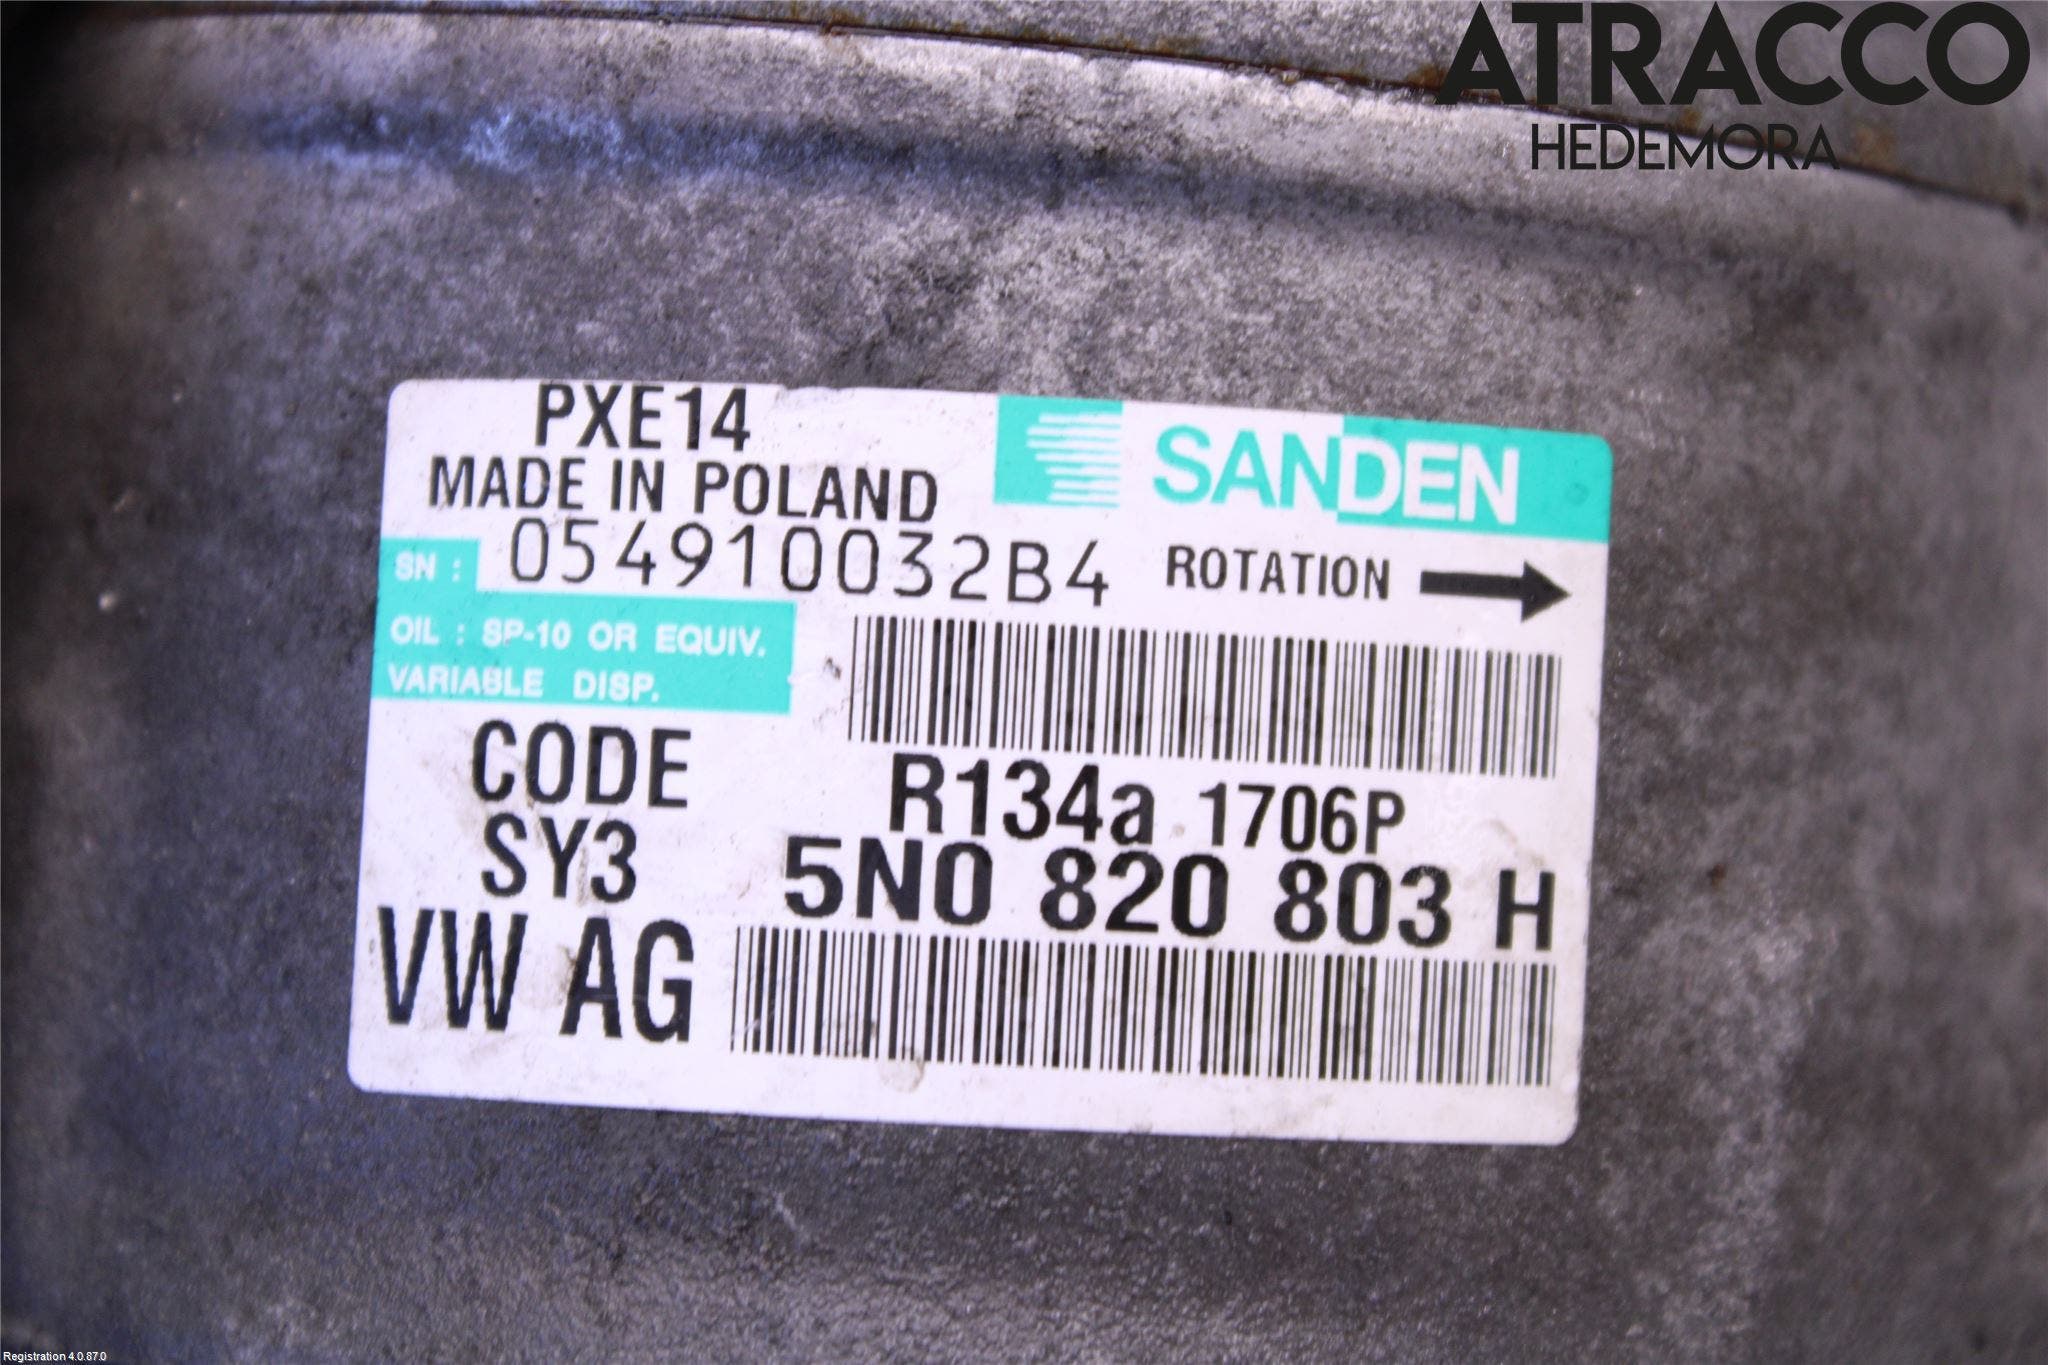 ATRACCO
HEDEMORA
PXE14
MADE IN POLAND
SANDEN
SN : 054910032B4
ROTATION
OIL : SP-10 OR EQUIV.
VARIABLE DISP.
CODE
SY3
VW AG
R134a 1706P
5N0 820 803 H
Registration 4.0.87.0